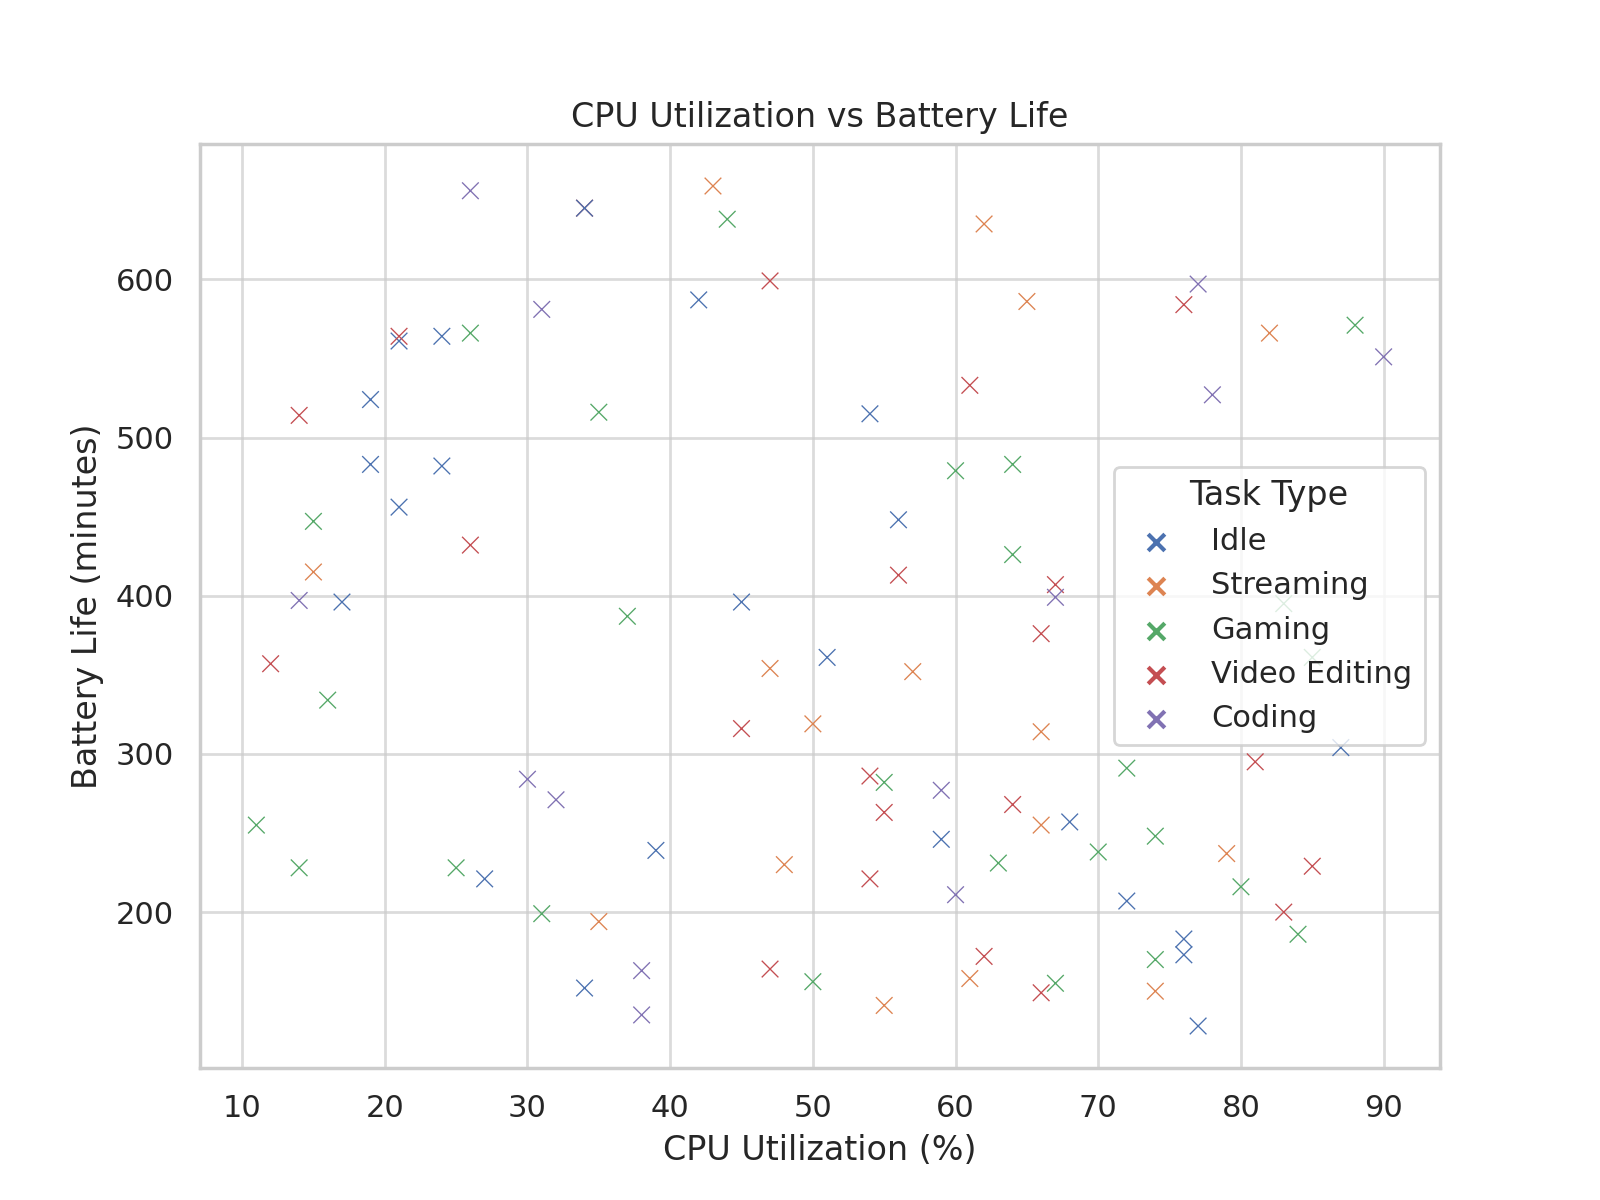 CPU Utilization vs Battery Life
Battery Life (minutes)
600
500
400
300
200
Task Type
Idle
Streaming
Gaming
Video Editing
Coding
10 20 30 40 50 60 70 80 90
CPU Utilization (%)